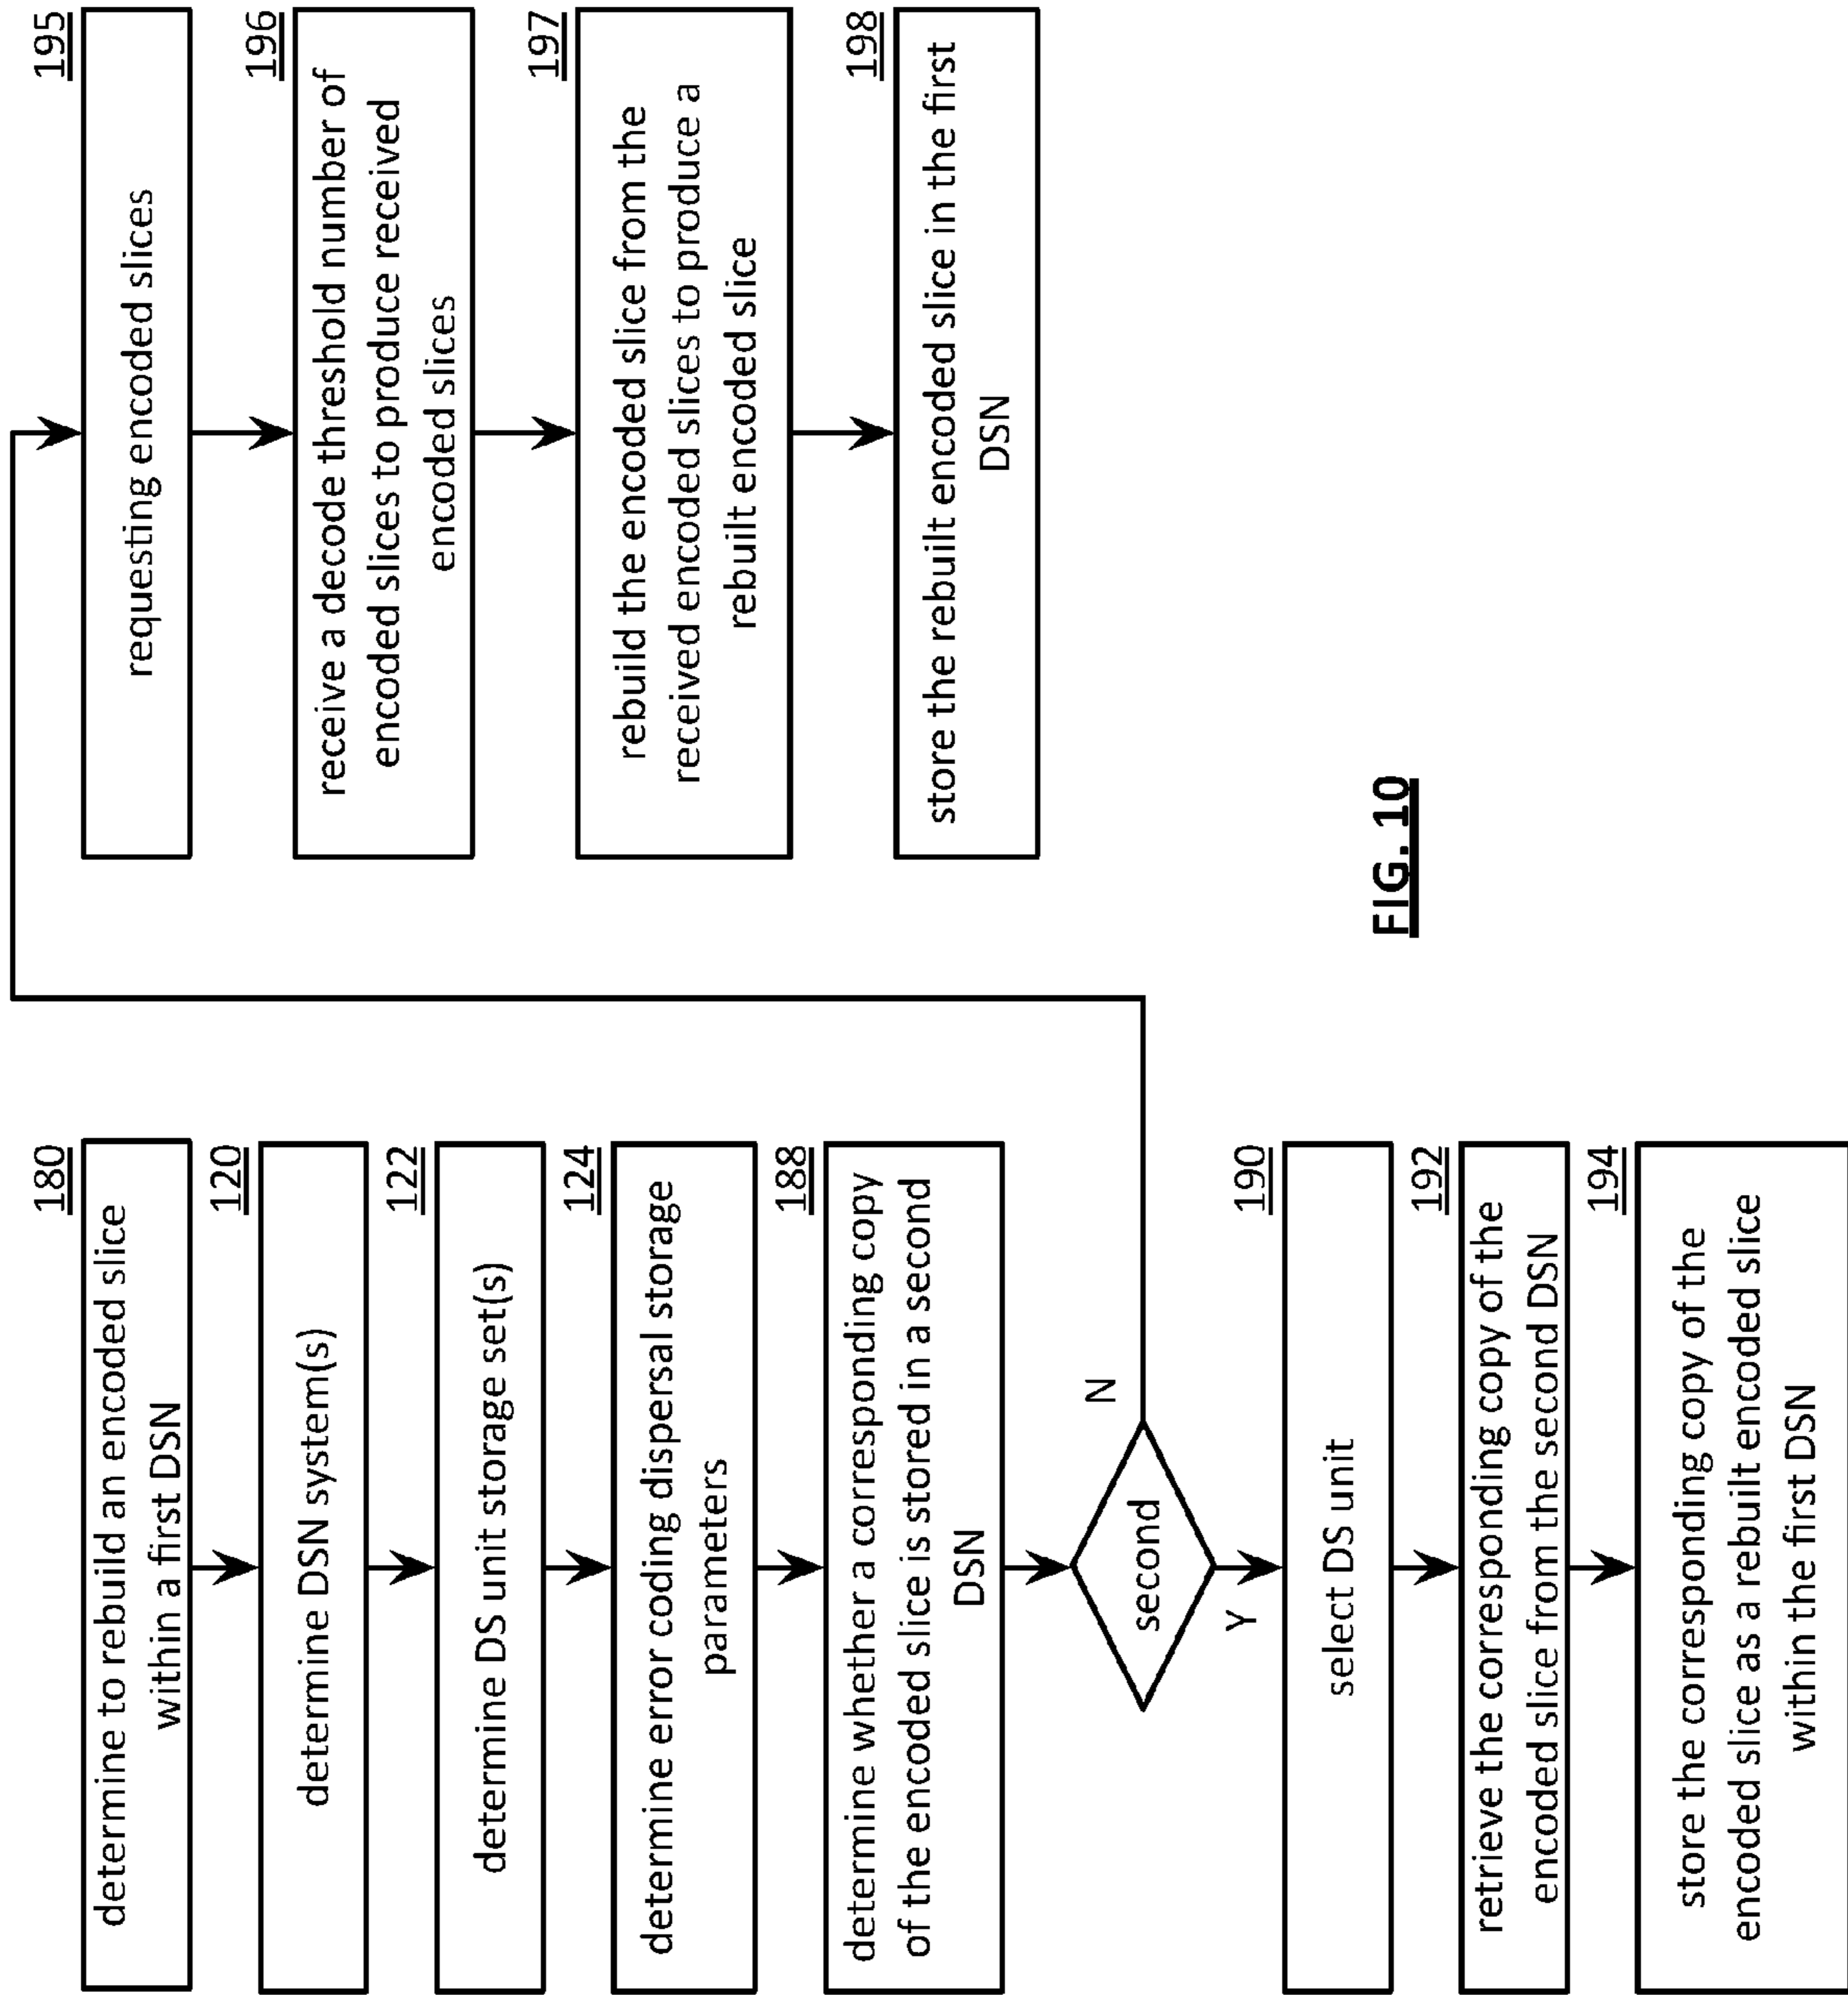 180
determine to rebuild an encoded slice
within a first DSN
120
determine DSN system(s)
122
determine DS unit storage set(s)
124
determine error coding dispersal storage
parameters
188
determine whether a corresponding copy
of the encoded slice is stored in a second
DSN
second
N
Y
190
select DS unit
192
retrieve the corresponding copy of the
encoded slice from the second DSN
194
store the corresponding copy of the
encoded slice as a rebuilt encoded slice
within the first DSN
195
requesting encoded slices
196
receive a decode threshold number of
encoded slices to produce received
encoded slices
197
rebuild the encoded slice from the
received encoded slices to produce a
rebuilt encoded slice
198
store the rebuilt encoded slice in the first
DSN
FIG. 10